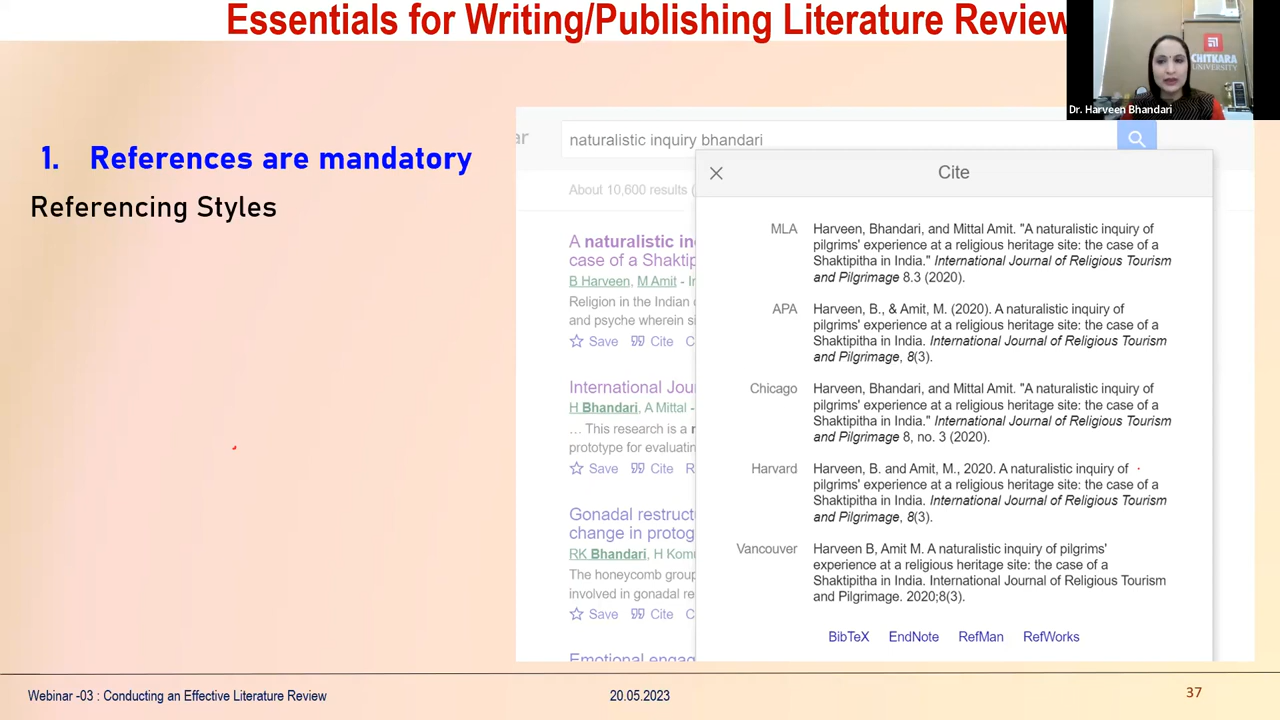 Essentials for Writing/Publishing Literature Review
CHITKARA
UNIVERSITY
Dr. Harveen Bhandari
1. References are mandatory
Referencing Styles
ar
naturalistic inquiry bhandari
About 10,600 results (
Cite
A naturalistic in
case of a Shaktip
B Harveen, M Amit - In
Religion in the Indian c
and psyche wherein si
Save Cite C
International Jou
H Bhandari, A Mittal -
… This research is a n
prototype for evaluatin
Save Cite R
Gonadal restruct
change in protog
RK Bhandari, H Kom
The honeycomb group
involved in gonadal re
Save Cite C
Emotional engag
MLA Harveen, Bhandari, and Mittal Amit. "A naturalistic inquiry of
pilgrims' experience at a religious heritage site: the case of a
Shaktipitha in India." International Journal of Religious Tourism
and Pilgrimage 8.3 (2020).
APA Harveen, B., & Amit, M. (2020). A naturalistic inquiry of
pilgrims' experience at a religious heritage site: the case of a
Shaktipitha in India. International Journal of Religious Tourism
and Pilgrimage, 8(3).
Chicago Harveen, Bhandari, and Mittal Amit. "A naturalistic inquiry of
pilgrims' experience at a religious heritage site: the case of a
Shaktipitha in India." International Journal of Religious Tourism
and Pilgrimage 8, no. 3 (2020).
Harvard Harveen, B. and Amit, M., 2020. A naturalistic inquiry of
pilgrims' experience at a religious heritage site: the case of a
Shaktipitha in India. International Journal of Religious Tourism
and Pilgrimage, 8(3).
Vancouver Harveen B, Amit M. A naturalistic inquiry of pilgrims'
experience at a religious heritage site: the case of a
Shaktipitha in India. International Journal of Religious Tourism
and Pilgrimage. 2020;8(3).
BibTeX EndNote RefMan RefWorks
Webinar -03 : Conducting an Effective Literature Review
20.05.2023
37